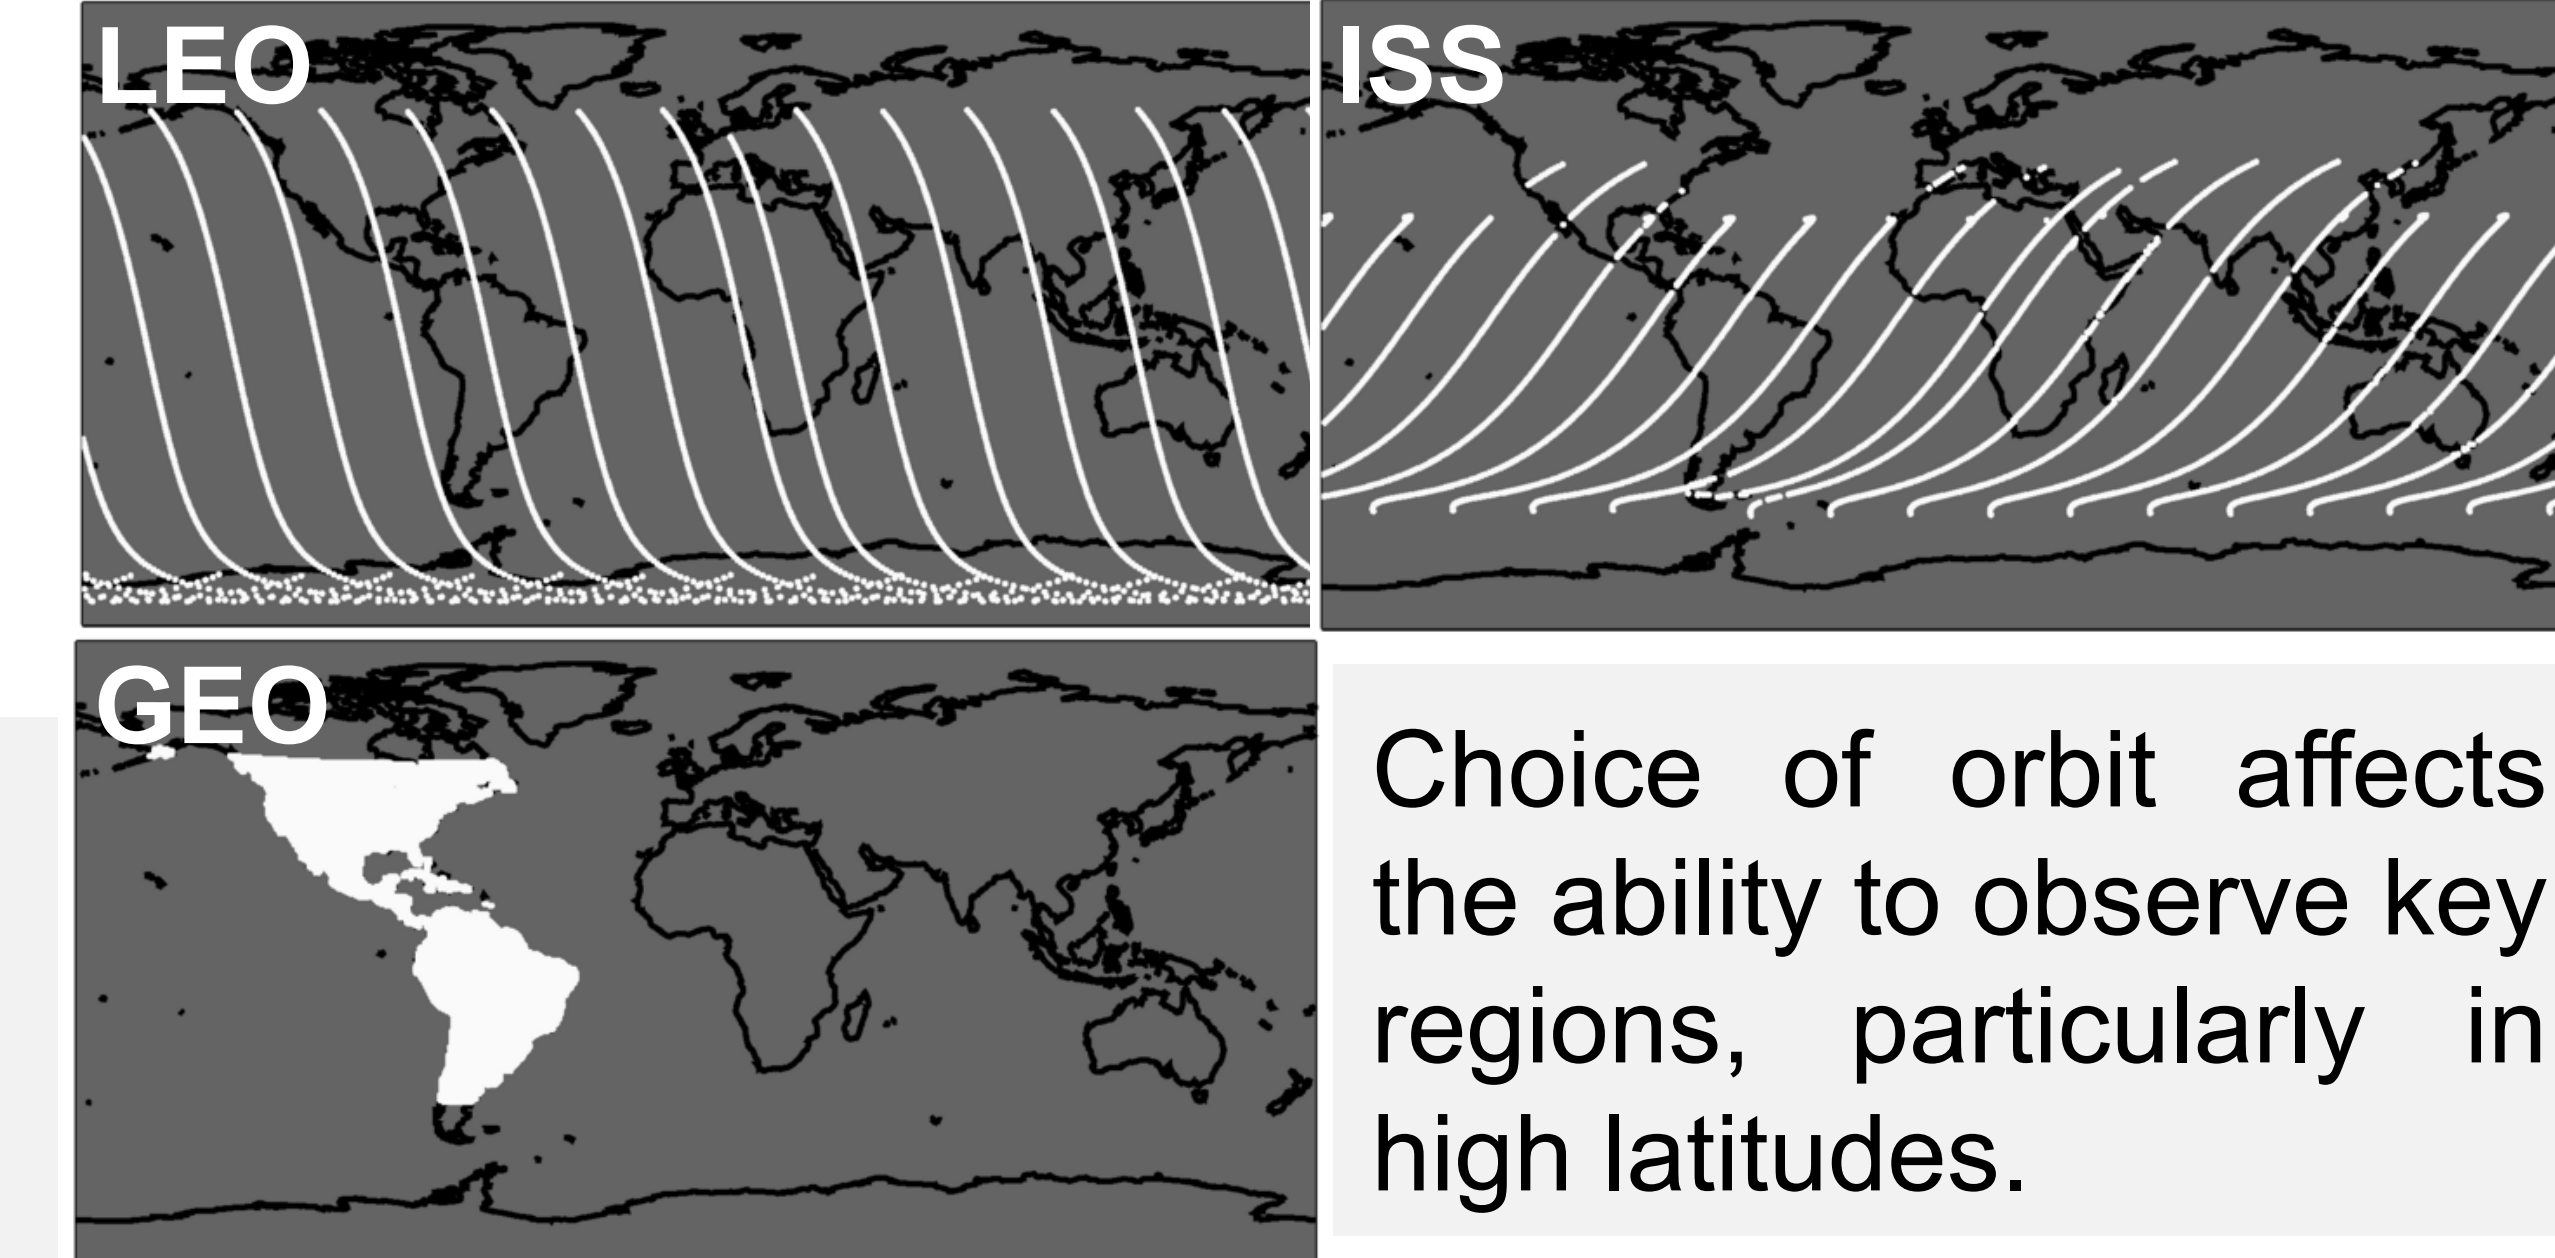 LEO
ISS
GEO
Choice of orbit affects
the ability to observe key
regions, particularly in
high latitudes.